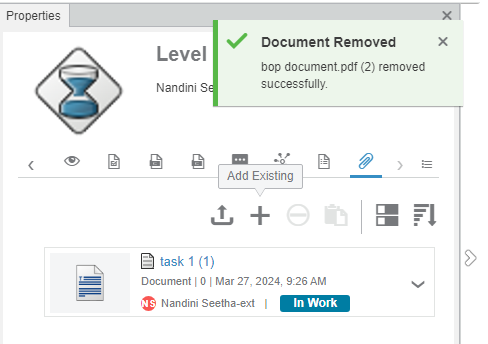 Properties
Document Removed
bop document.pdf (2) removed
successfully.
Level
Nandini Se
Add Existing
task 1 (1)
Document | 0 | Mar 27, 2024, 9:26 AM
NS Nandini Seetha-ext | In Work